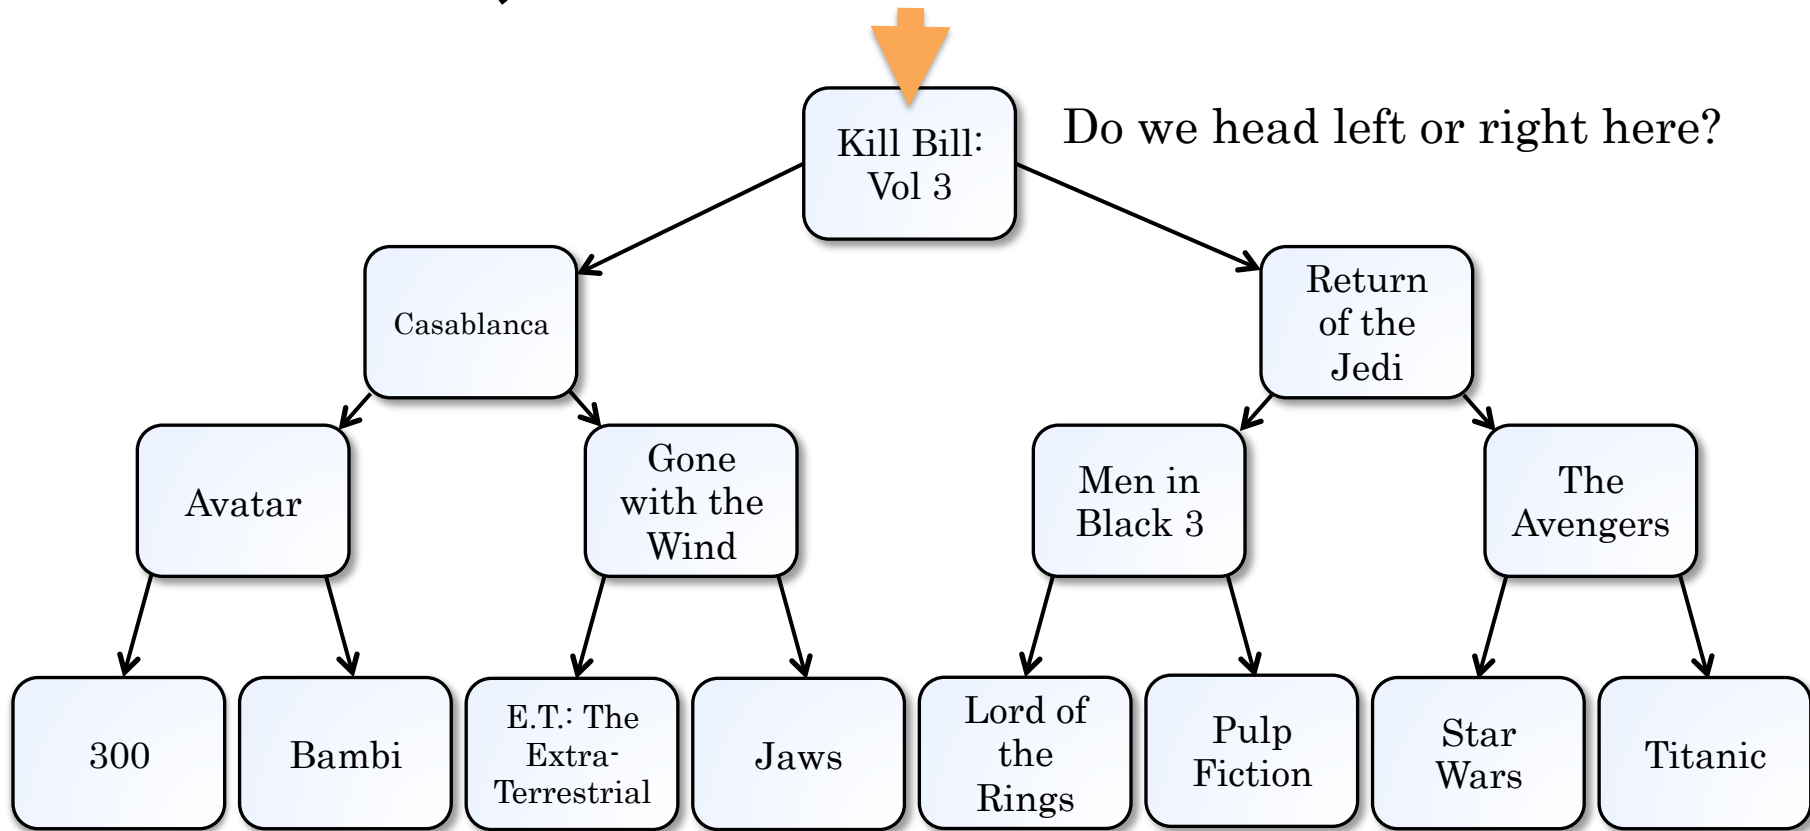 Kill Bill:
Vol 3
Do we head left or right here?
Casablanca
Return
of the
Jedi
Avatar
Gone
with the
Wind
Men in
Black 3
The
Avengers
300
Bambi
E.T.: The
Extra-
Terrestrial
Jaws
Lord of
the
Rings
Pulp
Fiction
Star
Wars
Titanic